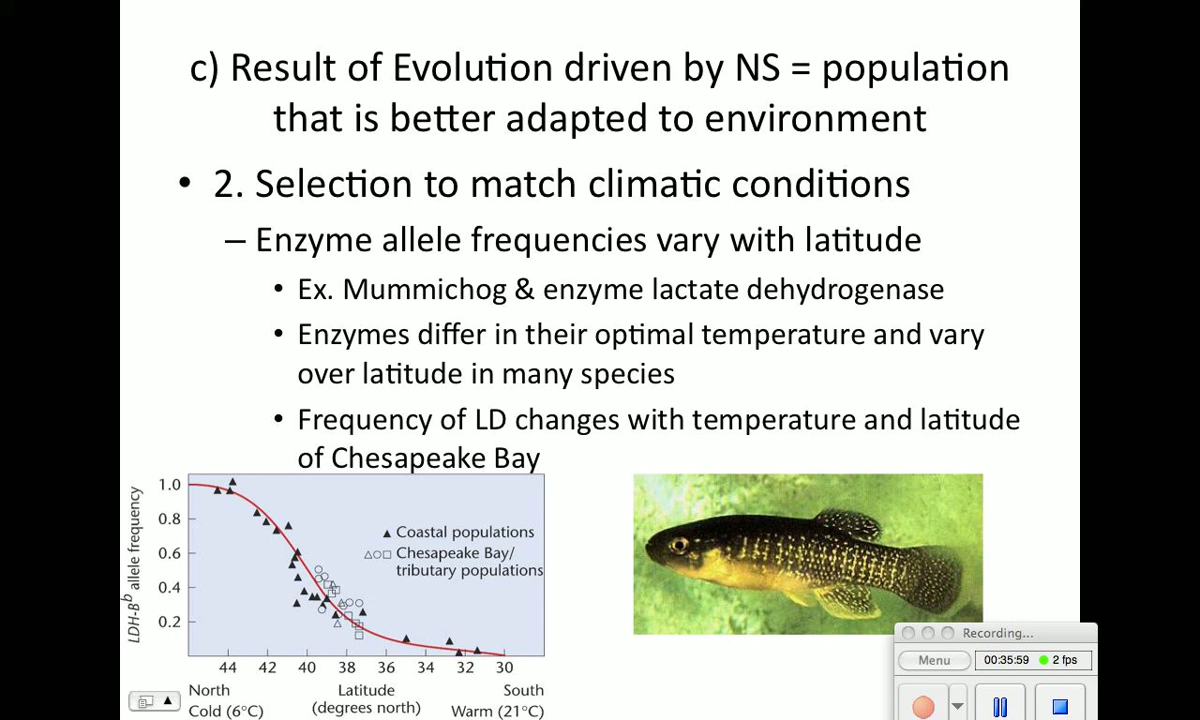 c) Result of Evolution driven by NS = population
that is better adapted to environment
• 2. Selection to match climatic conditions
– Enzyme allele frequencies vary with latitude
• Ex. Mummichog & enzyme lactate dehydrogenase
• Enzymes differ in their optimal temperature and vary
over latitude in many species
• Frequency of LD changes with temperature and latitude
of Chesapeake Bay
LDH-Bᵇ allele frequency
1.0
0.8
0.6
0.4
0.2
▲ Coastal populations
△○□ Chesapeake Bay/
tributary populations
44 42 40 38 36 34 32 30
North Latitude South
Cold (6°C) (degrees north) Warm (21°C)
Recording...
Menu 00:35:59 2 fps